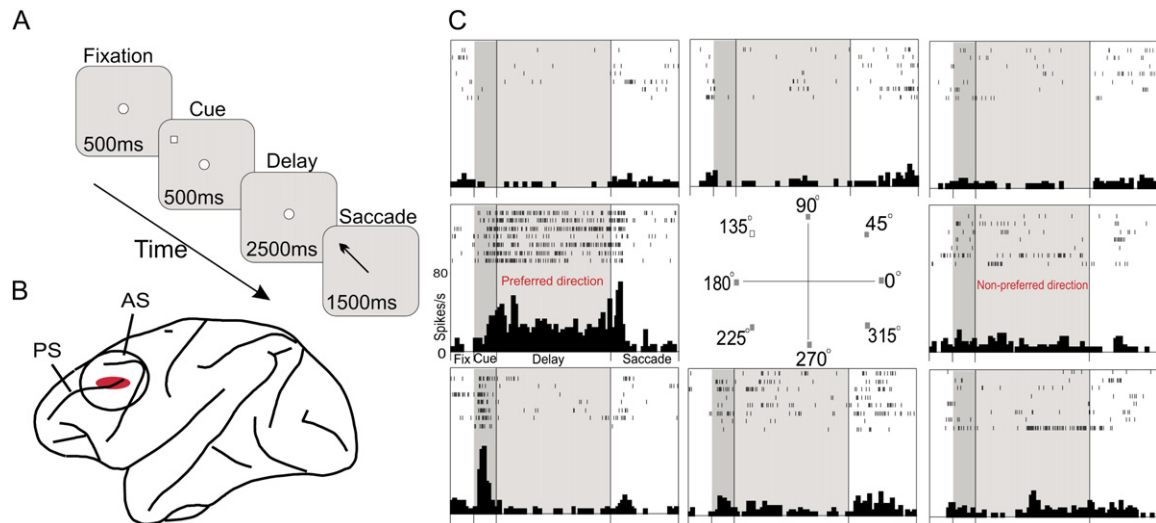 A
Fixation
500ms
Cue
500ms
Delay
2500ms
Saccade
1500ms
Time
B
AS
PS
C
80
Spikes/s
0
Preferred direction
Fix Cue Delay Saccade
90°
135° 45°
180° 0°
225° 315°
270°
Non-preferred direction